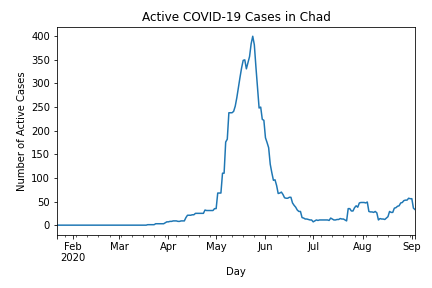 Active COVID-19 Cases in Chad
400
350
300
250
200
150
100
50
0
Number of Active Cases
Feb Mar Apr May Jun Jul Aug Sep
2020
Day